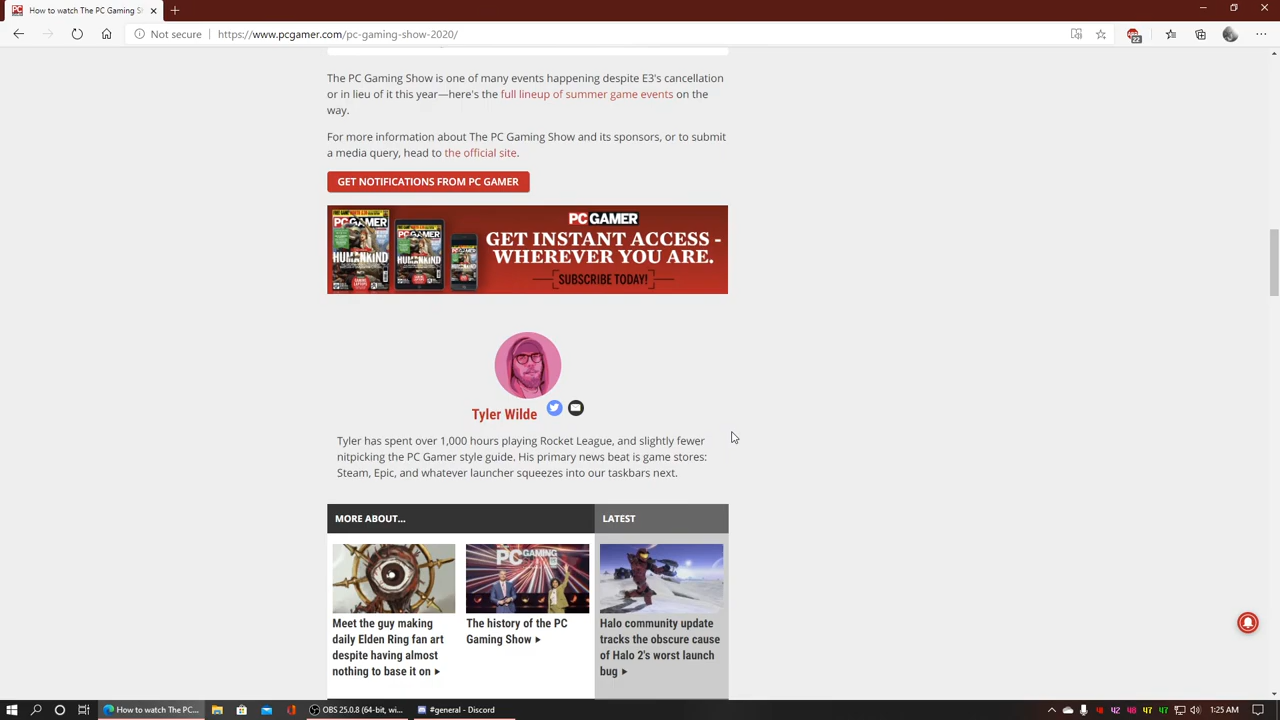 How to watch The PC Gaming S
Not secure
https://www.pcgamer.com/pc-gaming-show-2020/
22
The PC Gaming Show is one of many events happening despite E3's cancellation
or in lieu of it this year—here's the full lineup of summer game events on the
way.
For more information about The PC Gaming Show and its sponsors, or to submit
a media query, head to the official site.
GET NOTIFICATIONS FROM PC GAMER
PC GAMER
GET INSTANT ACCESS -
WHEREVER YOU ARE.
SUBSCRIBE TODAY!
PC GAMER
HUMANKIND
GAMER
HUMANKIND
HUMANKIND
Tyler Wilde
Tyler has spent over 1,000 hours playing Rocket League, and slightly fewer
nitpicking the PC Gamer style guide. His primary news beat is game stores:
Steam, Epic, and whatever launcher squeezes into our taskbars next.
MORE ABOUT...
LATEST
PC GAMING
Meet the guy making
daily Elden Ring fan art
despite having almost
nothing to base it on
The history of the PC
Gaming Show
Halo community update
tracks the obscure cause
of Halo 2's worst launch
bug
How to watch The PC...
OBS 25.0.8 (64-bit, wi...
#general - Discord
1:25 AM